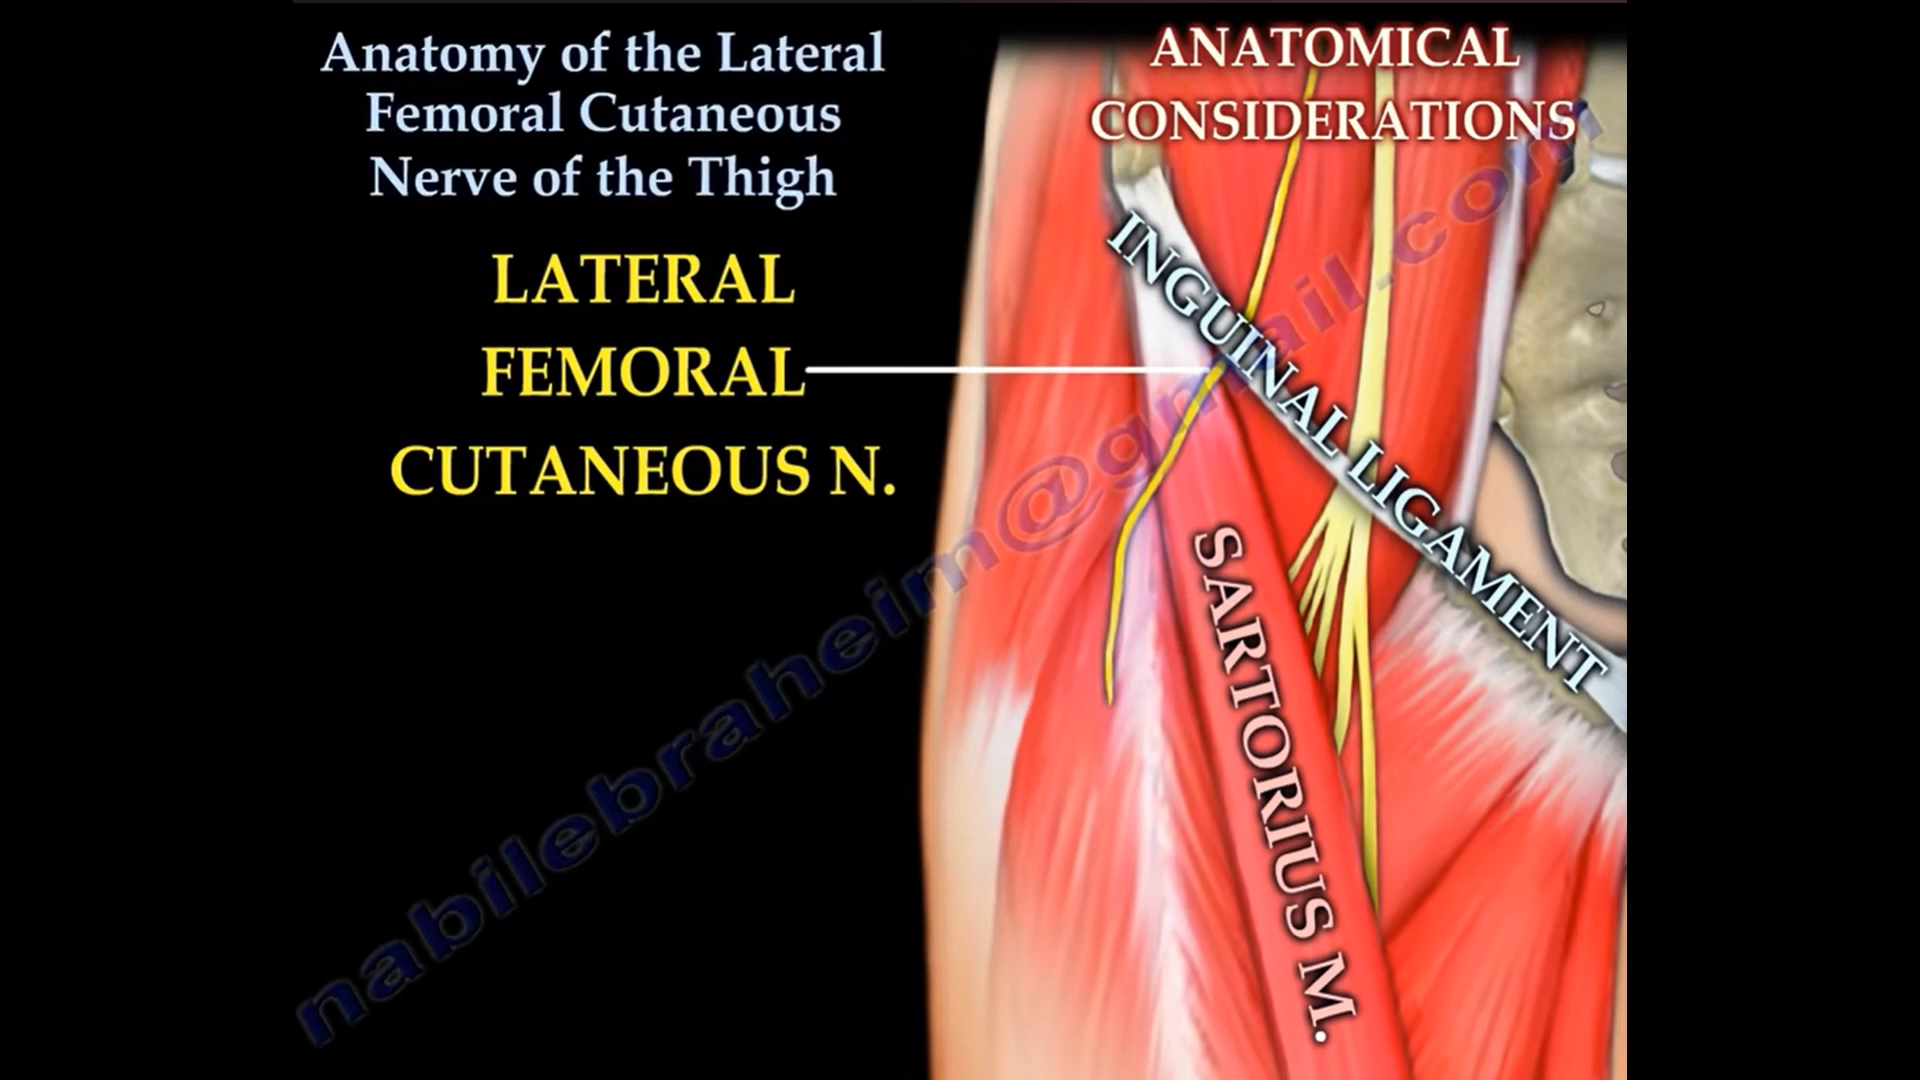 Anatomy of the Lateral
Femoral Cutaneous
Nerve of the Thigh
LATERAL
FEMORAL
CUTANEOUS N.
ANATOMICAL
CONSIDERATIONS
INGUINAL LIGAMENT
SARTORIUS M.
nabilebraheim@gmail.com